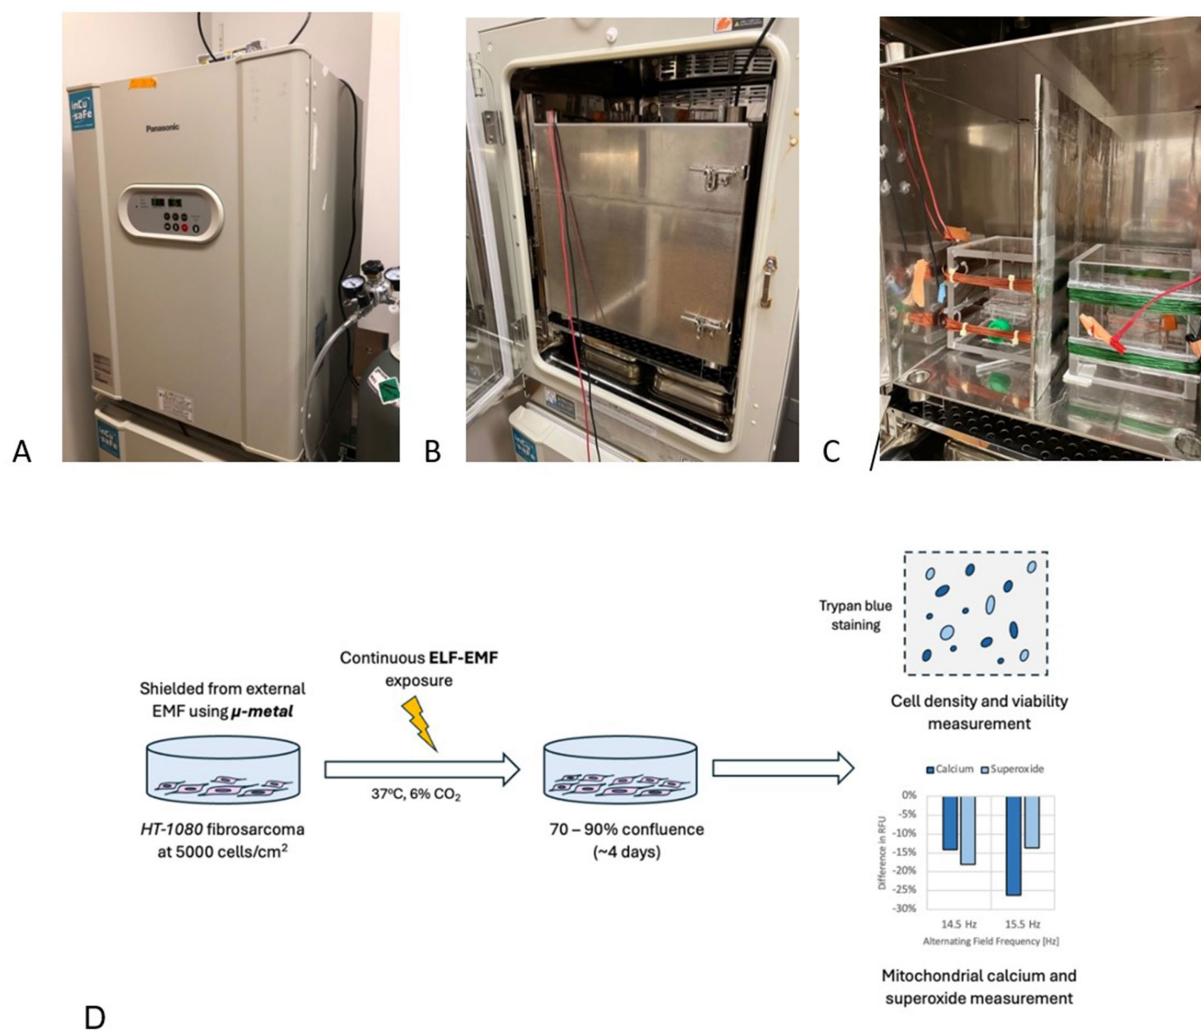 inCu
saFe
Panasonic
A
B
C
Trypan blue
staining
Cell density and viability
measurement
Continuous ELF-EMF
exposure
Shielded from external
EMF using µ-metal
37°C, 6% CO₂
HT-1080 fibrosarcoma
at 5000 cells/cm²
70 – 90% confluence
(~4 days)
Calcium
Superoxide
0%
-5%
-10%
-15%
-20%
-25%
-30%
Difference in RFU
14.5 Hz
15.5 Hz
Alternating Field Frequency [Hz]
Mitochondrial calcium and
superoxide measurement
D